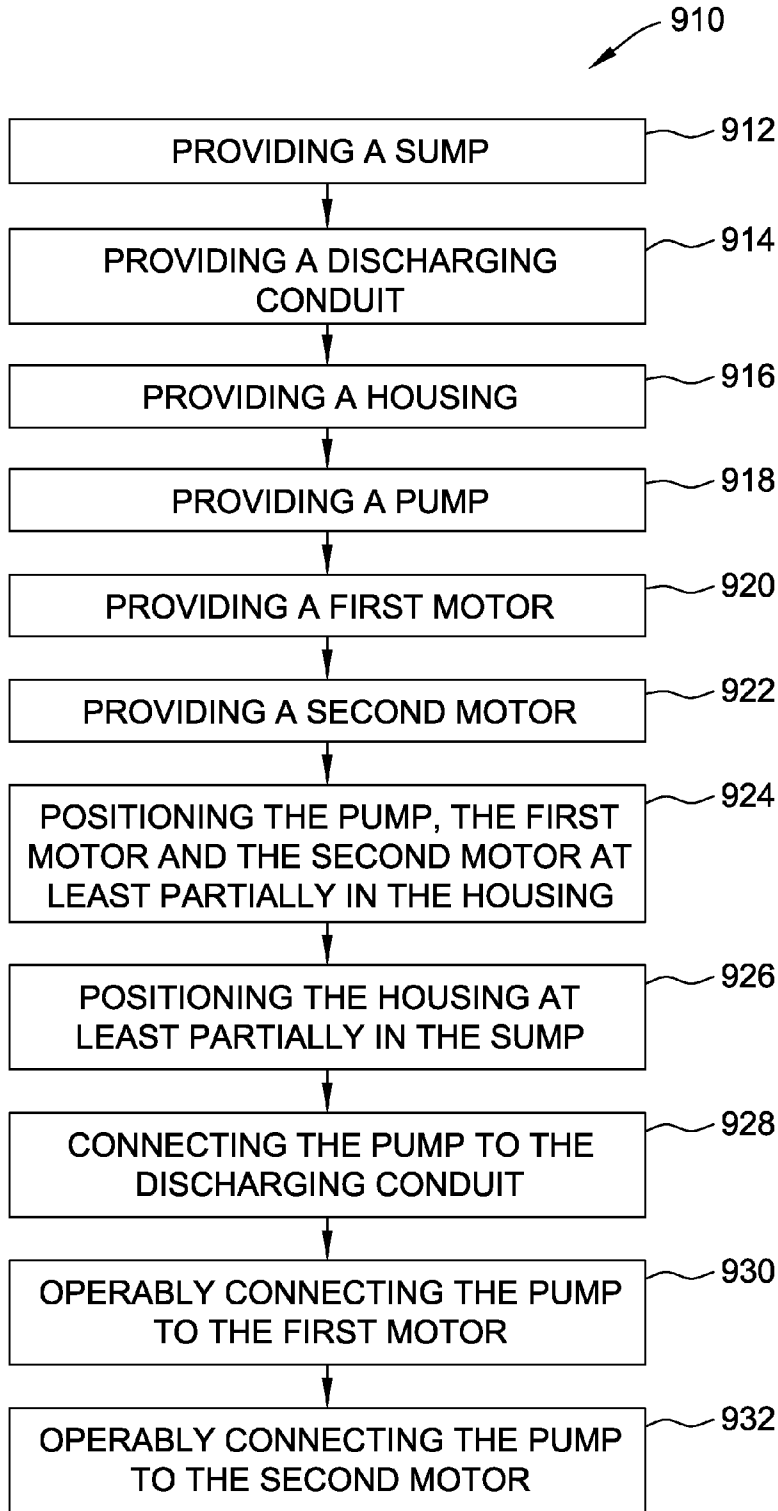 910
PROVIDING A SUMP
912
PROVIDING A DISCHARGING
CONDUIT
914
PROVIDING A HOUSING
916
PROVIDING A PUMP
918
PROVIDING A FIRST MOTOR
920
PROVIDING A SECOND MOTOR
922
POSITIONING THE PUMP, THE FIRST
MOTOR AND THE SECOND MOTOR AT
LEAST PARTIALLY IN THE HOUSING
924
POSITIONING THE HOUSING AT
LEAST PARTIALLY IN THE SUMP
926
CONNECTING THE PUMP TO THE
DISCHARGING CONDUIT
928
OPERABLY CONNECTING THE PUMP
TO THE FIRST MOTOR
930
OPERABLY CONNECTING THE PUMP
TO THE SECOND MOTOR
932